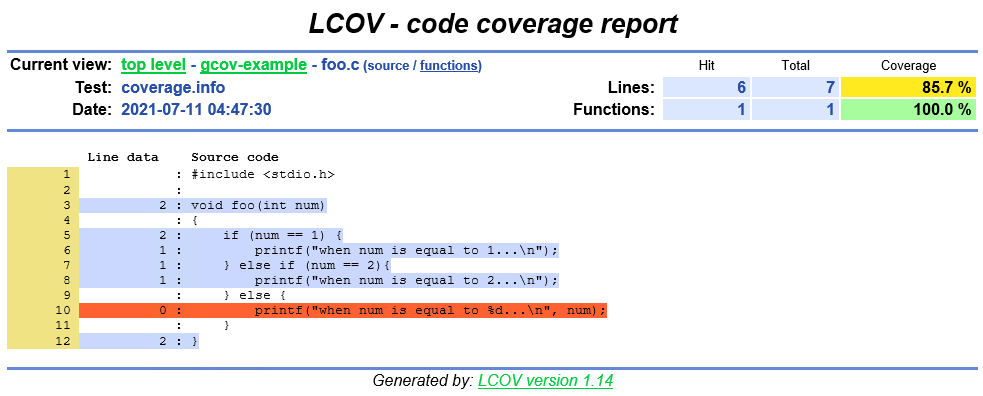 LCOV - code coverage report
Current view: top level - gcov-example - foo.c (source / functions) Hit Total Coverage
Test: coverage.info Lines: 6 7 85.7 %
Date: 2021-07-11 04:47:30 Functions: 1 1 100.0 %
Line data Source code
1 : #include <stdio.h>
2 :
3 2 : void foo(int num)
4 : {
5 2 : if (num == 1) {
6 1 : printf("when num is equal to 1...\n");
7 1 : } else if (num == 2){
8 1 : printf("when num is equal to 2...\n");
9 : } else {
10 0 : printf("when num is equal to %d...\n", num);
11 : }
12 2 : }
Generated by: LCOV version 1.14